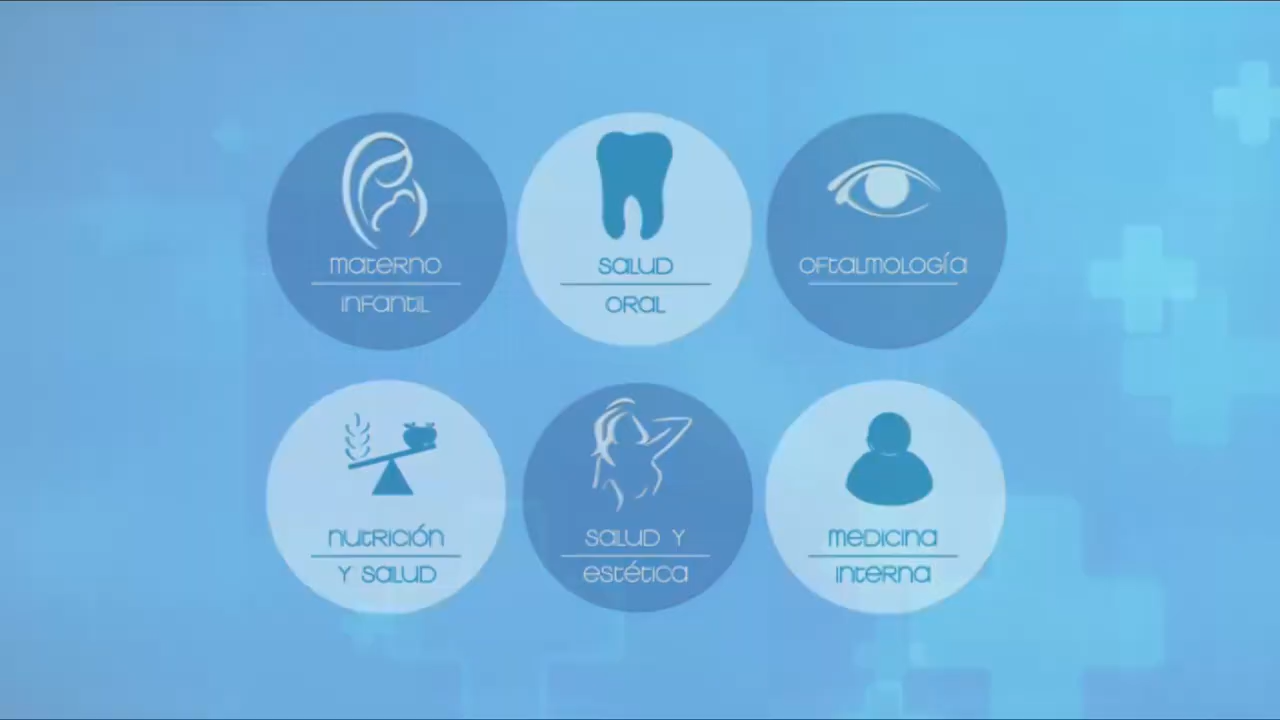 materno
infantil
SALUD
ORAL
oftalmología
nutrición
Y SALUD
SALUD Y
estética
medicina
interna